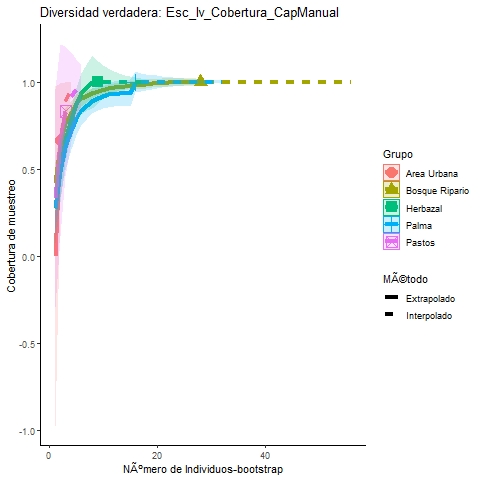 Diversidad verdadera: Esc_Iv_Cobertura_CapManual
Cobertura de muestreo
1.0
0.5
0.0
-0.5
-1.0
0
20
40
NÃºmero de Individuos-bootstrap
Grupo
Area Urbana
Bosque Ripario
Herbazal
Palma
Pastos
MÃ©todo
Extrapolado
Interpolado